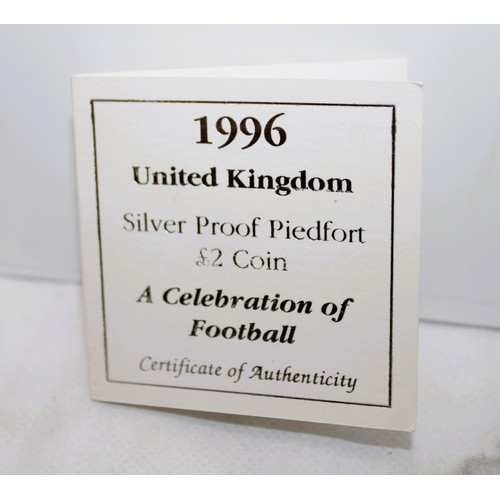 1996
United Kingdom
Silver Proof Piedfort
£2 Coin
A Celebration of
Football
Certificate of Authenticity